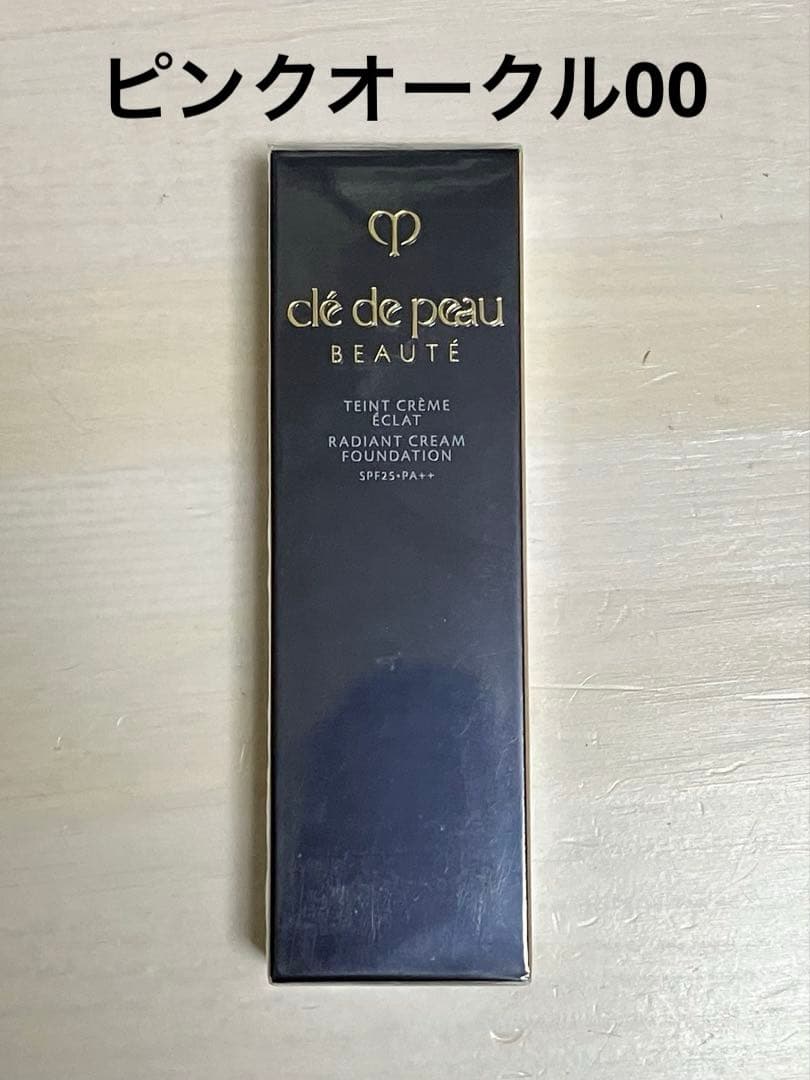 ピンクオークル00
clé de peau
BEAUTÉ
TEINT CRÈME
ÉCLAT
RADIANT CREAM
FOUNDATION
SPF25・PA++